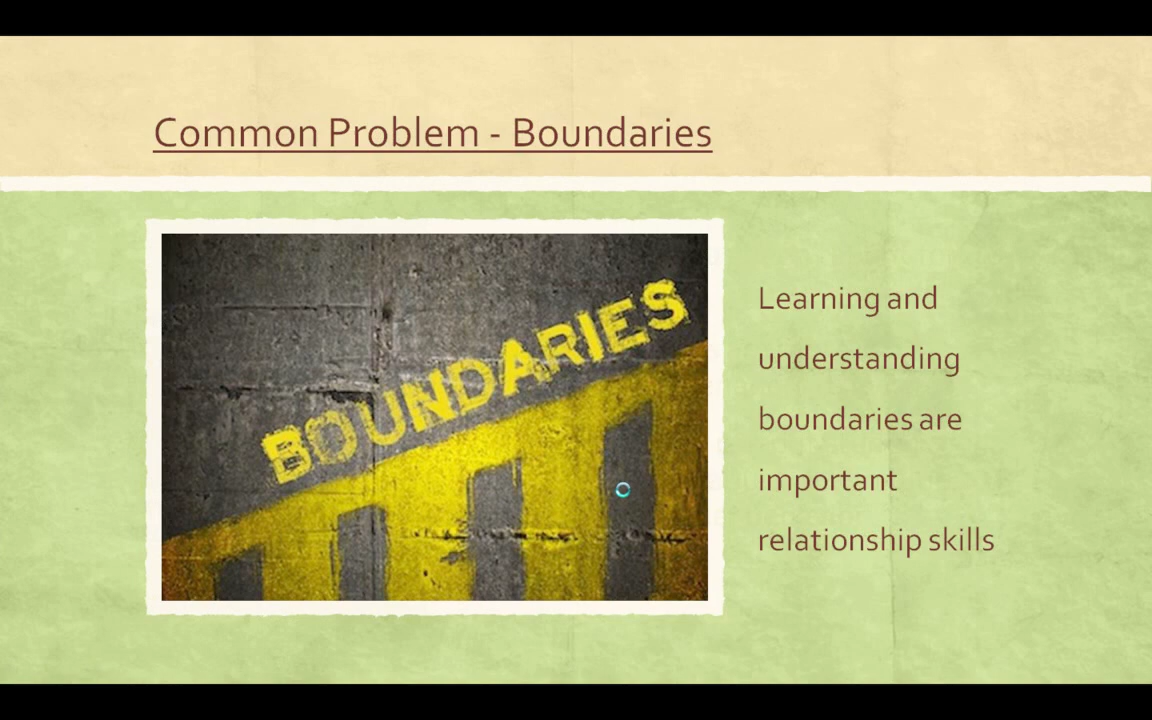 Common Problem - Boundaries
BOUNDARIES
Learning and
understanding
boundaries are
important
relationship skills